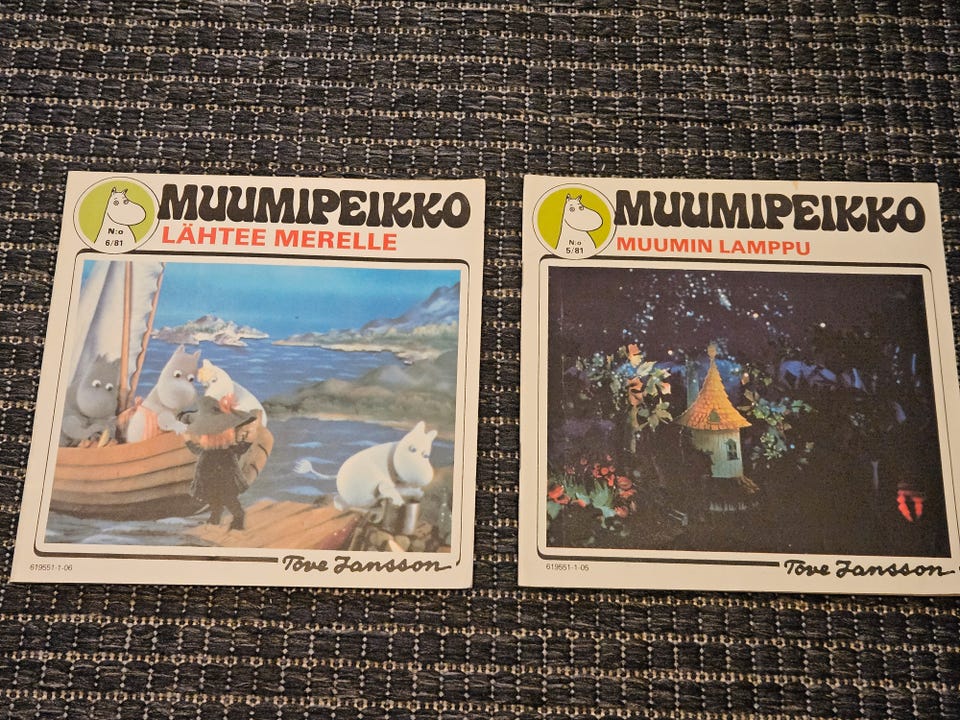 N:o
6/81
MUUMIPEIKKO
LÄHTEE MERELLE
619551-1-06
Tove Jansson
N:o
5/81
MUUMIPEIKKO
MUUMIN LAMPPU
619551-1-05
Tove Jansson